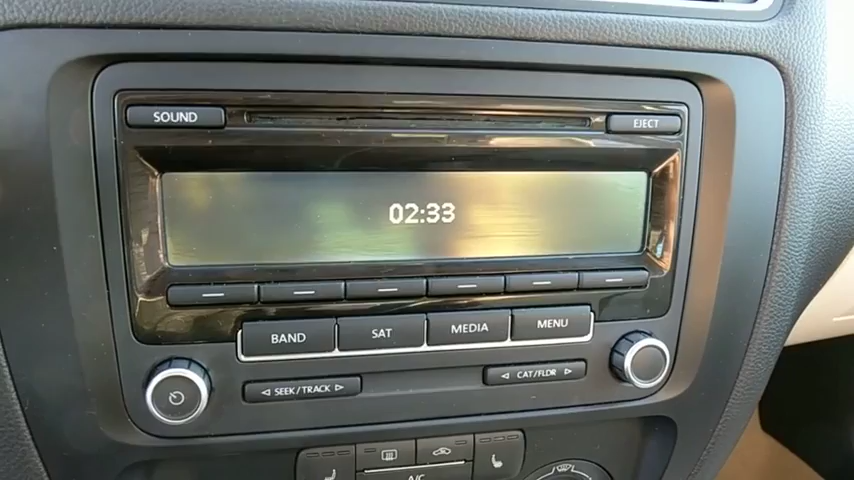 SOUND
EJECT
02:33
BAND
SAT
MEDIA
MENU
SEEK/TRACK
CAT/FLDR
A/C